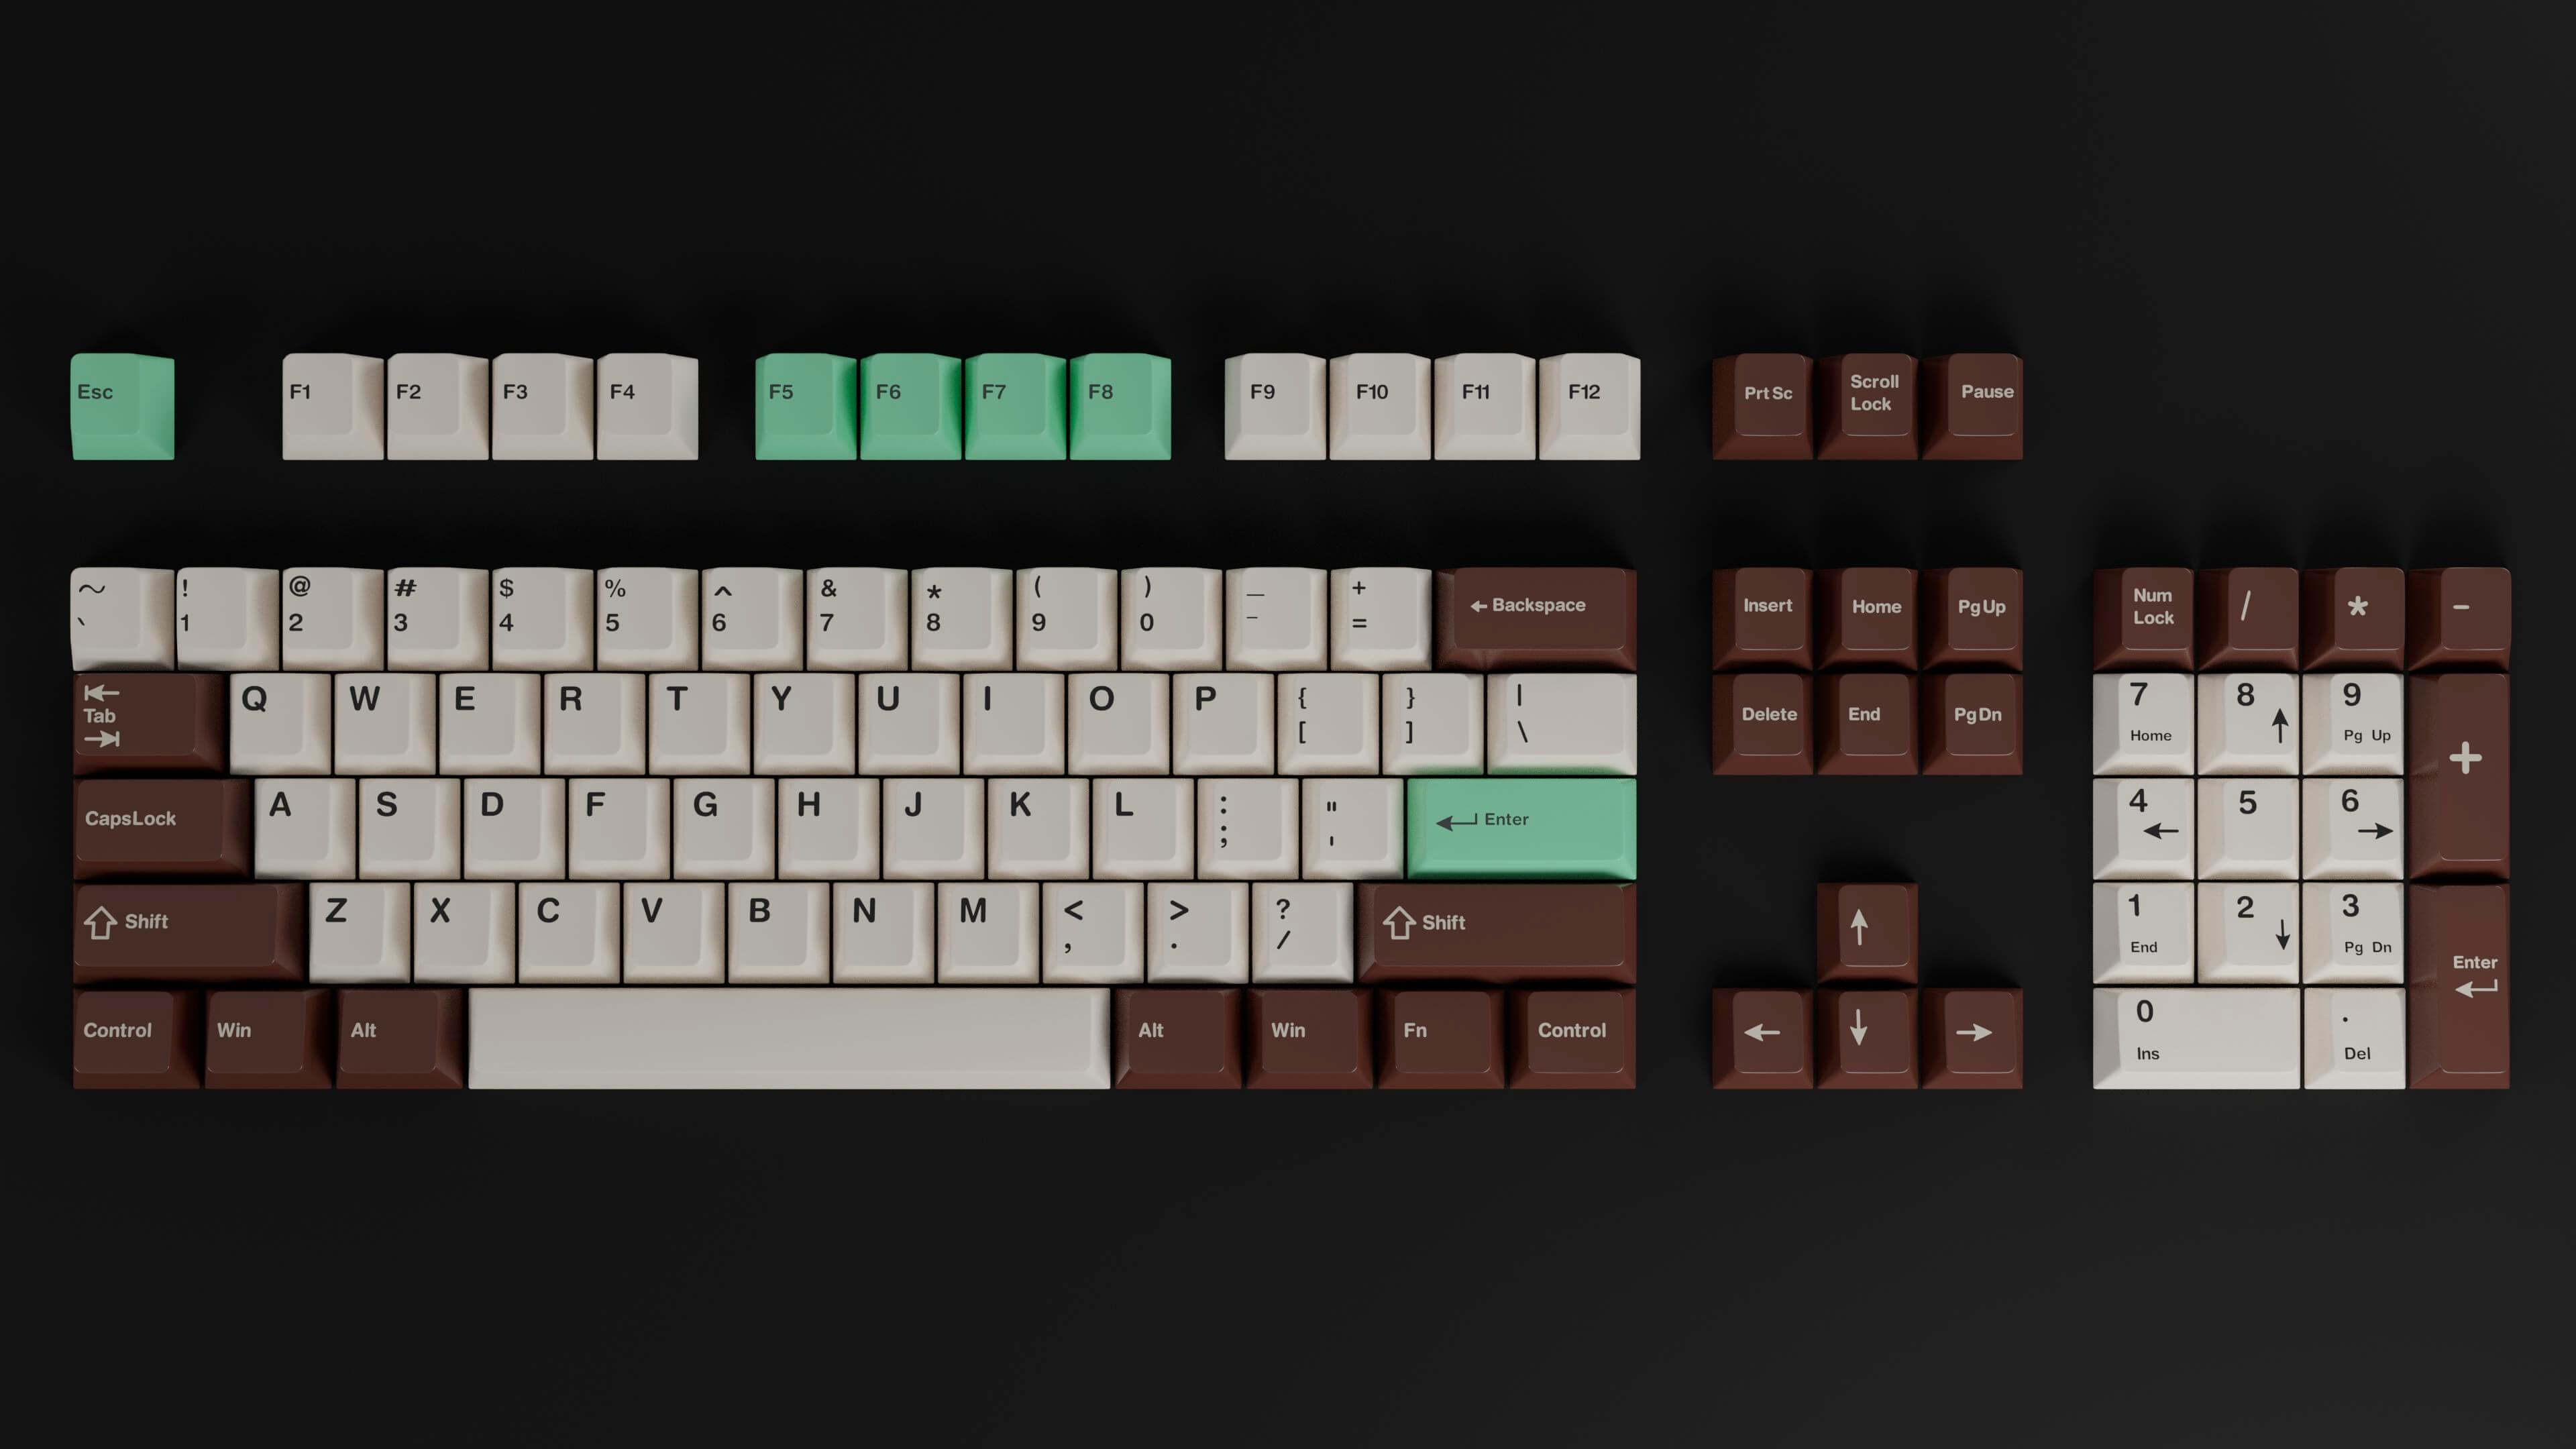 Esc F1 F2 F3 F4 F5 F6 F7 F8 F9 F10 F11 F12 Prt Sc Scroll Lock Pause
~ ! @ # $ % ^ & * ( ) _ +
` 1 2 3 4 5 6 7 8 9 0 - = ← Backspace Insert Home Pg Up Num Lock / * -
⇤ Tab ⇥ Q W E R T Y U I O P { [ } ] | \ Delete End Pg Dn 7 Home 8 ↑ 9 Pg Up +
CapsLock A S D F G H J K L : ; " ' ↵ Enter 4 ← 5 6 →
⇧ Shift Z X C V B N M < , > . ? / ⇧ Shift ↑ 1 End 2 ↓ 3 Pg Dn Enter ↵
Control Win Alt Alt Win Fn Control ← ↓ → 0 Ins . Del